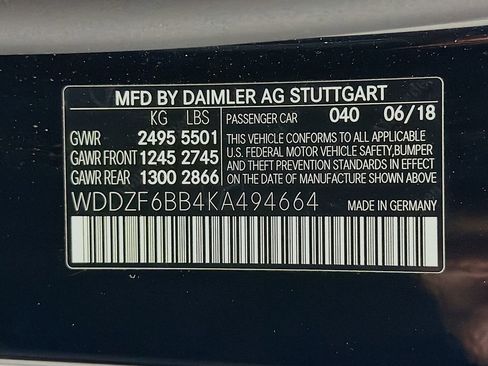 MFD BY DAIMLER AG STUTTGART
KG LBS PASSENGER CAR 040 06/18
GVWR 2495 5501
GAWR FRONT 1245 2745
GAWR REAR 1300 2866
THIS VEHICLE CONFORMS TO ALL APPLICABLE
U.S. FEDERAL MOTOR VEHICLE SAFETY,BUMPER
AND THEFT PREVENTION STANDARDS IN EFFECT
ON THE DATE OF MANUFACTURE SHOWN ABOVE.
WDDZF6BB4KA494664 MADE IN GERMANY